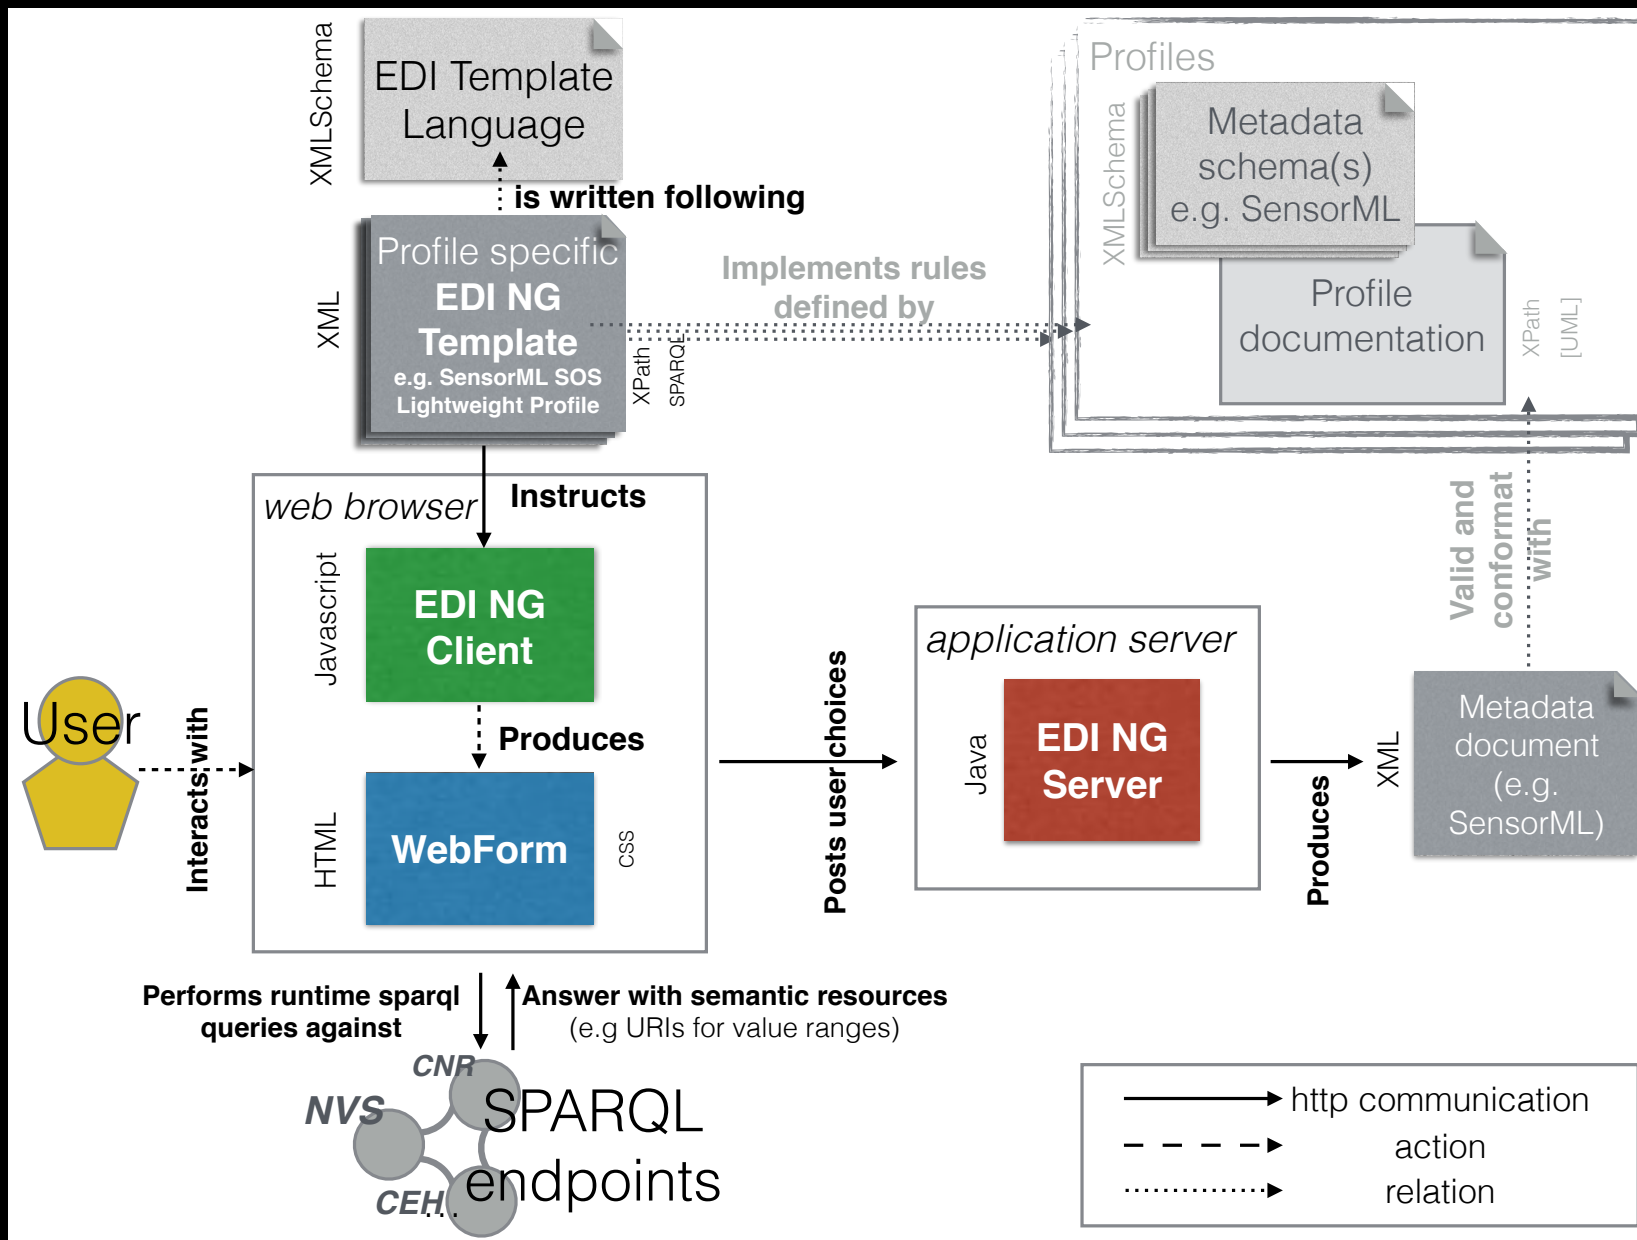 XMLSchema
EDI Template
Language
is written following
XML
Profile specific
EDI NG
Template
e.g. SensorML SOS
Lightweight Profile
XPath
SPARQL
Implements rules
defined by
Profiles
XMLSchema
Metadata
schema(s)
e.g. SensorML
Profile
documentation
XPath
[UML]
Valid and
conformat
with
web browser
Instructs
Javascript
EDI NG
Client
Produces
HTML
WebForm
CSS
User
Interacts with
Posts user choices
application server
Java
EDI NG
Server
Produces
XML
Metadata
document
(e.g.
SensorML)
Performs runtime sparql
queries against
Answer with semantic resources
(e.g URIs for value ranges)
CNR
NVS
CEH
...
SPARQL
endpoints
http communication
action
relation